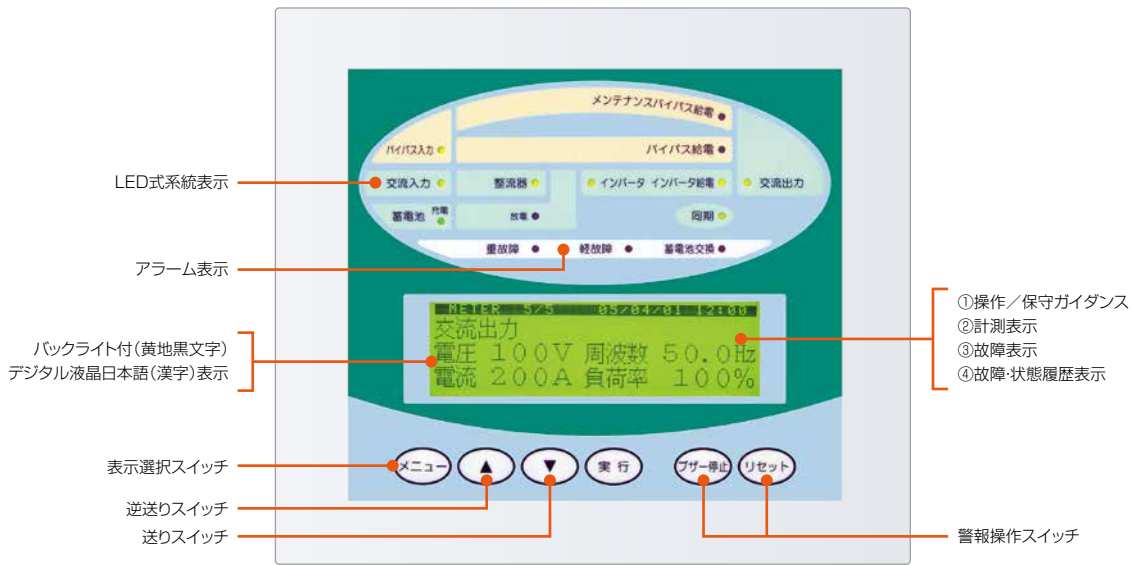 メンテナンスバイパス給電
バイパス入力
バイパス給電
LED式系統表示
交流入力
整流器
インバータ
インバータ給電
交流出力
蓄電池
充電
放電
同期
重故障
軽故障
蓄電池交換
アラーム表示
METER 5/5 05/04/01 12:00
交流出力
電圧 100V 周波数 50.0Hz
電流 200A 負荷率 100%
バックライト付(黄地黒文字)
デジタル液晶日本語(漢字)表示
①操作／保守ガイダンス
②計測表示
③故障表示
④故障・状態履歴表示
表示選択スイッチ
メニュー
▲
▼
実行
ブザー停止
リセット
逆送りスイッチ
送りスイッチ
警報操作スイッチ